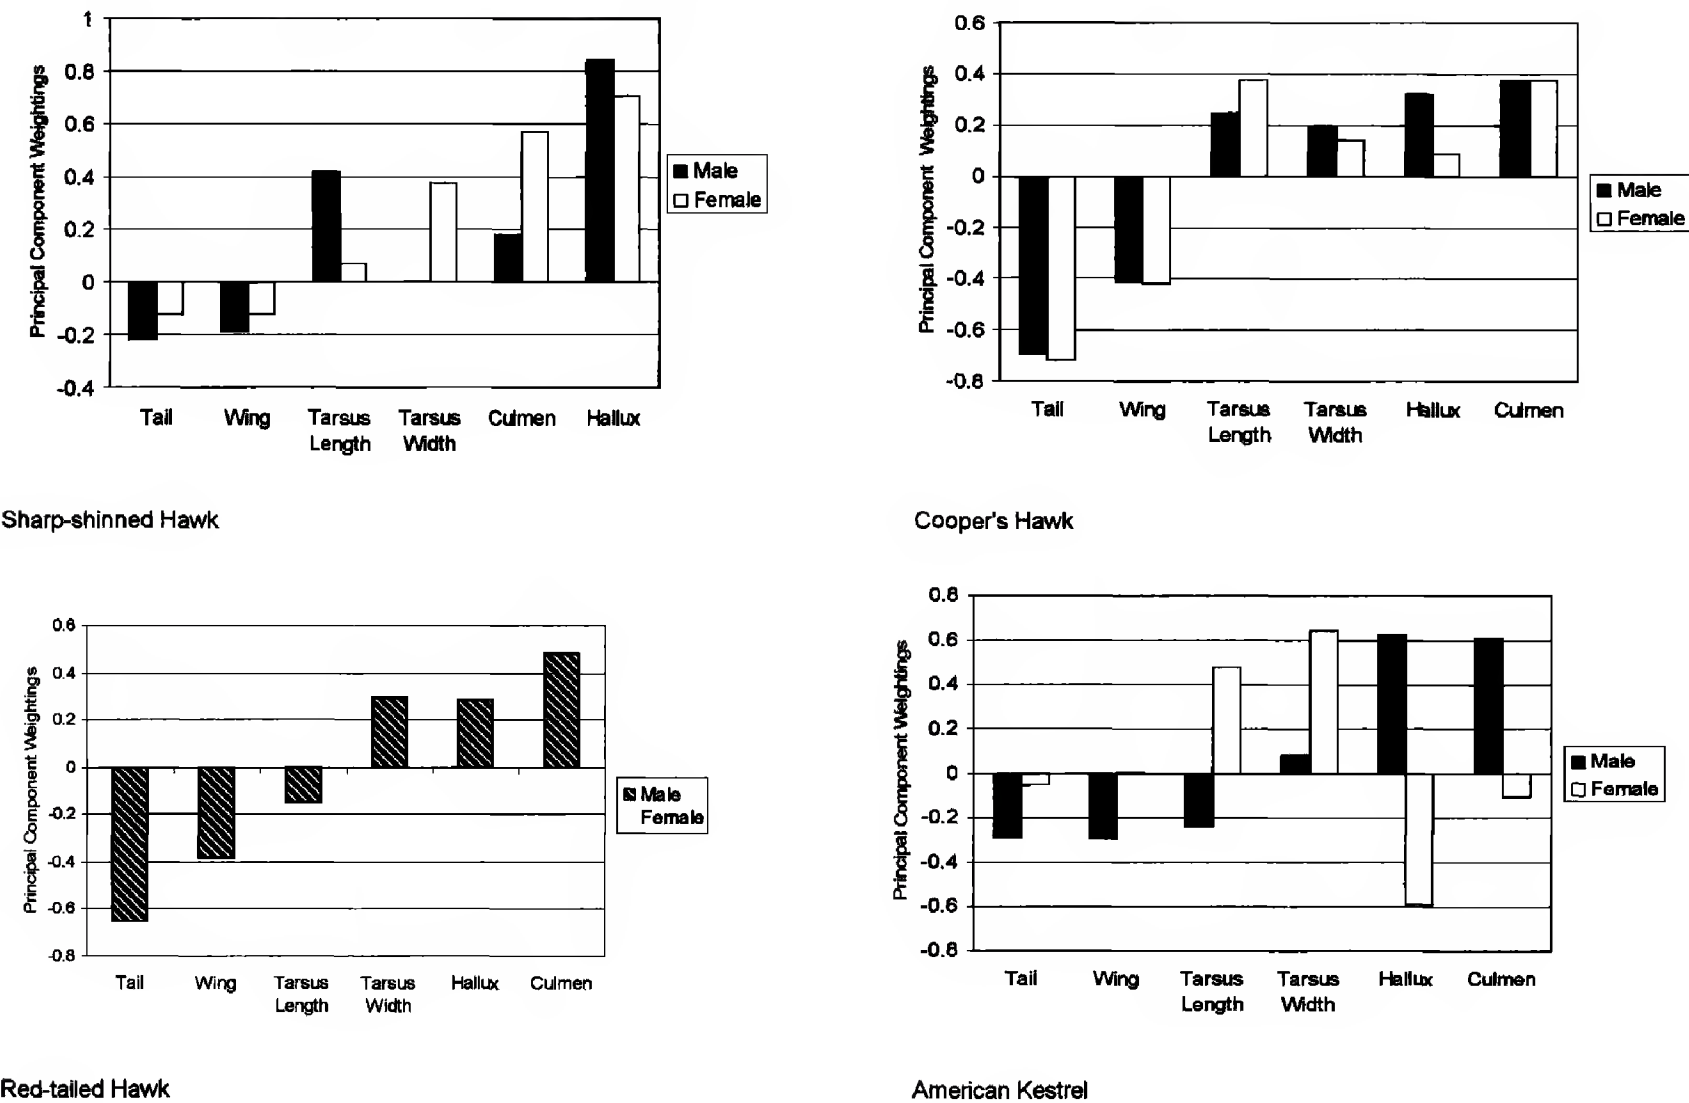 Principal Component Weightings
1
0.8
0.6
0.4
0.2
0
-0.2
-0.4
Tail Wing Tarsus Length Tarsus Width Culmen Hallux
Male
Female
Sharp-shinned Hawk
Principal Component Weightings
0.6
0.4
0.2
0
-0.2
-0.4
-0.6
-0.8
Tail Wing Tarsus Length Tarsus Width Hallux Culmen
Male
Female
Cooper's Hawk
Principal Component Weightings
0.6
0.4
0.2
0
-0.2
-0.4
-0.6
-0.8
Tail Wing Tarsus Length Tarsus Width Hallux Culmen
Male
Female
Red-tailed Hawk
Principal Component Weightings
0.8
0.6
0.4
0.2
0
-0.2
-0.4
-0.6
-0.8
Tail Wing Tarsus Length Tarsus Width Hallux Culmen
Male
Female
American Kestrel